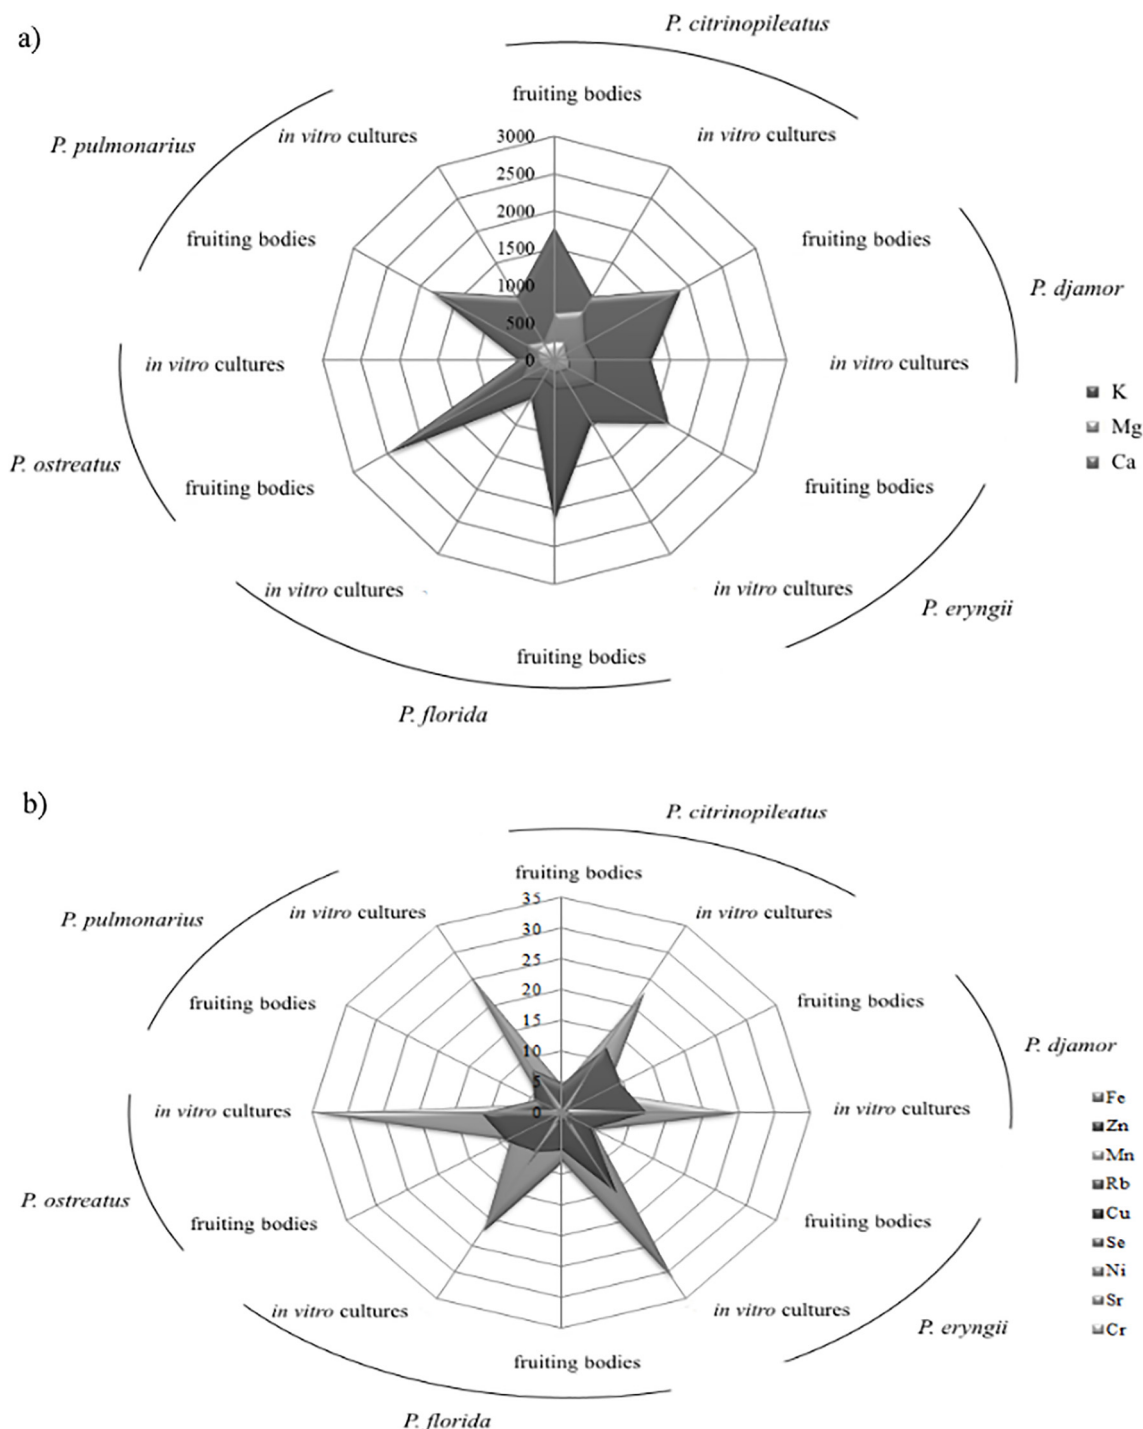 a)
P. citrinopileatus
fruiting bodies
in vitro cultures
in vitro cultures
P. pulmonarius
3000
2500
2000
1500
1000
500
0
fruiting bodies
fruiting bodies
P. djamor
in vitro cultures
in vitro cultures
K
Mg
Ca
P. ostreatus
fruiting bodies
fruiting bodies
in vitro cultures
in vitro cultures
P. eryngii
fruiting bodies
P. florida
b)
P. citrinopileatus
fruiting bodies
in vitro cultures
in vitro cultures
P. pulmonarius
35
30
25
20
15
10
5
0
fruiting bodies
fruiting bodies
P. djamor
in vitro cultures
in vitro cultures
Fe
Zn
Mn
Rb
Cu
Se
Ni
Sr
Cr
P. ostreatus
fruiting bodies
fruiting bodies
in vitro cultures
in vitro cultures
P. eryngii
fruiting bodies
P. florida